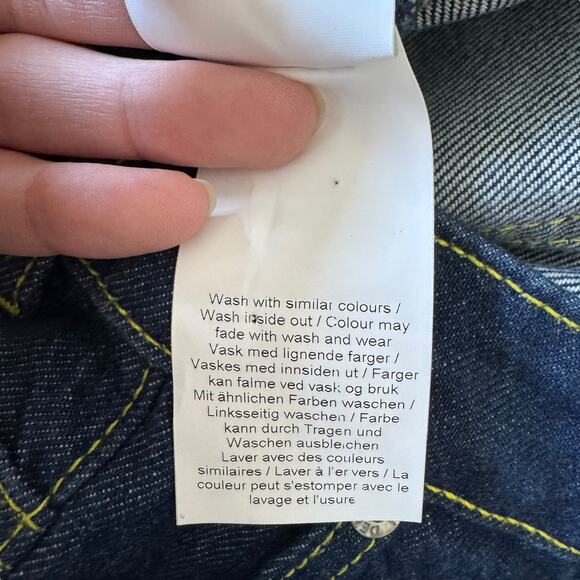 Wash with similar colours /
Wash inside out / Colour may
fade with wash and wear
Vask med lignende farger /
Vaskes med innsiden ut / Farger
kan falme ved vask og bruk
Mit ähnlichen Farben waschen /
Linksseitig waschen / Farbe
kann durch Tragen und
Waschen ausbleichen
Laver avec des couleurs
similaires / Laver à l'envers / La
couleur peut s'estomper avec le
lavage et l'usure
DE